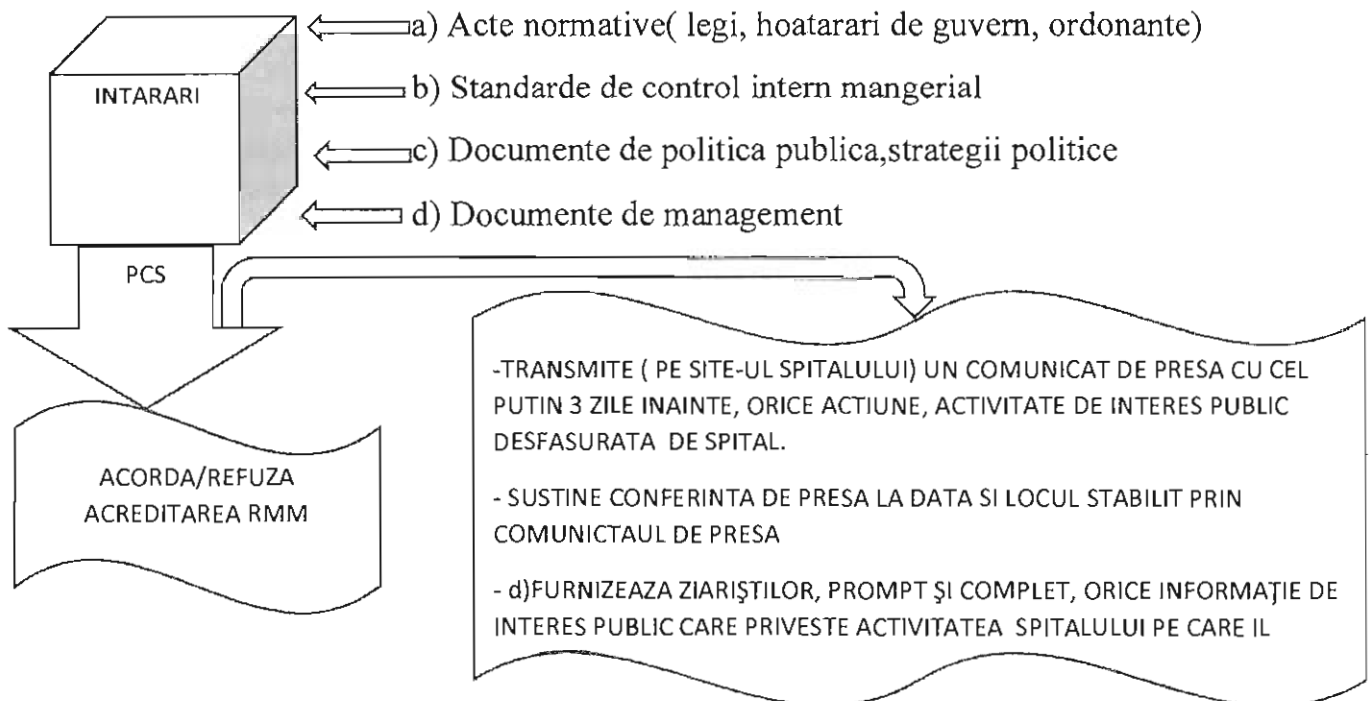 a) Acte normative( legi, hoatarari de guvern, ordonante)
INTARARI
b) Standarde de control intern mangerial
c) Documente de politica publica,strategii politice
d) Documente de management
PCS
ACORDA/REFUZA
ACREDITAREA RMM
-TRANSMITE ( PE SITE-UL SPITALULUI) UN COMUNICAT DE PRESA CU CEL
PUTIN 3 ZILE INAINTE, ORICE ACTIUNE, ACTIVITATE DE INTERES PUBLIC
DESFASURATA DE SPITAL.
- SUSTINE CONFERINTA DE PRESA LA DATA SI LOCUL STABILIT PRIN
COMUNICTAUL DE PRESA
- d)FURNIZEAZA ZIARIŞTILOR, PROMPT ŞI COMPLET, ORICE INFORMAŢIE DE
INTERES PUBLIC CARE PRIVESTE ACTIVITATEA SPITALULUI PE CARE IL